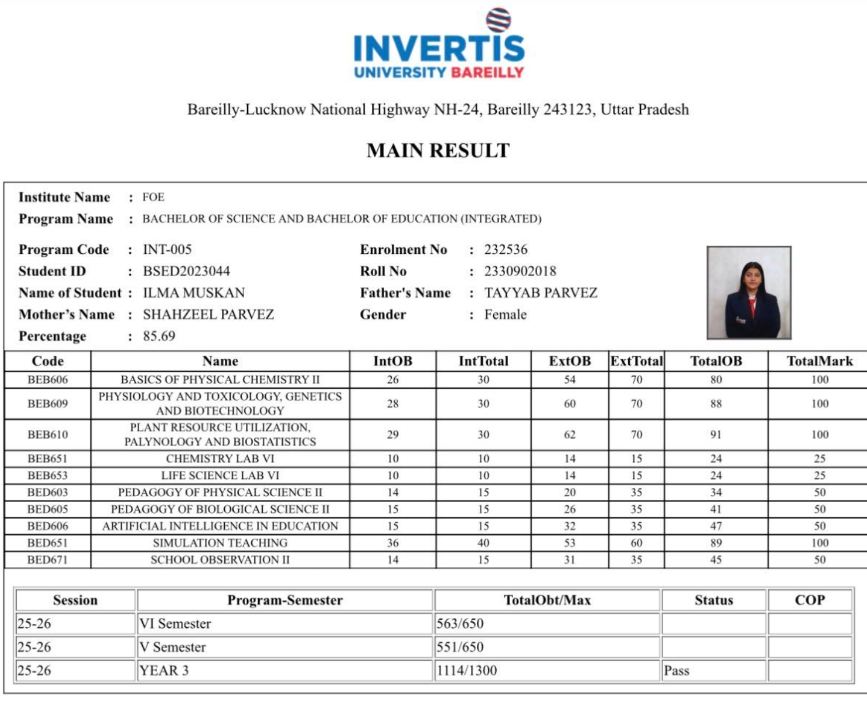 INVERTIS
UNIVERSITY BAREILLY
Bareilly-Lucknow National Highway NH-24, Bareilly 243123, Uttar Pradesh
MAIN RESULT
Institute Name : FOE
Program Name : BACHELOR OF SCIENCE AND BACHELOR OF EDUCATION (INTEGRATED)
Program Code : INT-005 Enrolment No : 232536
Student ID : BSED2023044 Roll No : 2330902018
Name of Student : ILMA MUSKAN Father's Name : TAYYAB PARVEZ
Mother's Name : SHAHZEEL PARVEZ Gender : Female
Percentage : 85.69
Code Name IntOB IntTotal ExtOB ExtTotal TotalOB TotalMark
BEB606 BASICS OF PHYSICAL CHEMISTRY II 26 30 54 70 80 100
BEB609 PHYSIOLOGY AND TOXICOLOGY, GENETICS AND BIOTECHNOLOGY 28 30 60 70 88 100
BEB610 PLANT RESOURCE UTILIZATION, PALYNOLOGY AND BIOSTATISTICS 29 30 62 70 91 100
BEB651 CHEMISTRY LAB VI 10 10 14 15 24 25
BEB653 LIFE SCIENCE LAB VI 10 10 14 15 24 25
BED603 PEDAGOGY OF PHYSICAL SCIENCE II 14 15 20 35 34 50
BED605 PEDAGOGY OF BIOLOGICAL SCIENCE II 15 15 26 35 41 50
BED606 ARTIFICIAL INTELLIGENCE IN EDUCATION 15 15 32 35 47 50
BED651 SIMULATION TEACHING 36 40 53 60 89 100
BED671 SCHOOL OBSERVATION II 14 15 31 35 45 50
Session Program-Semester TotalObt/Max Status COP
25-26 VI Semester 563/650
25-26 V Semester 551/650
25-26 YEAR 3 1114/1300 Pass